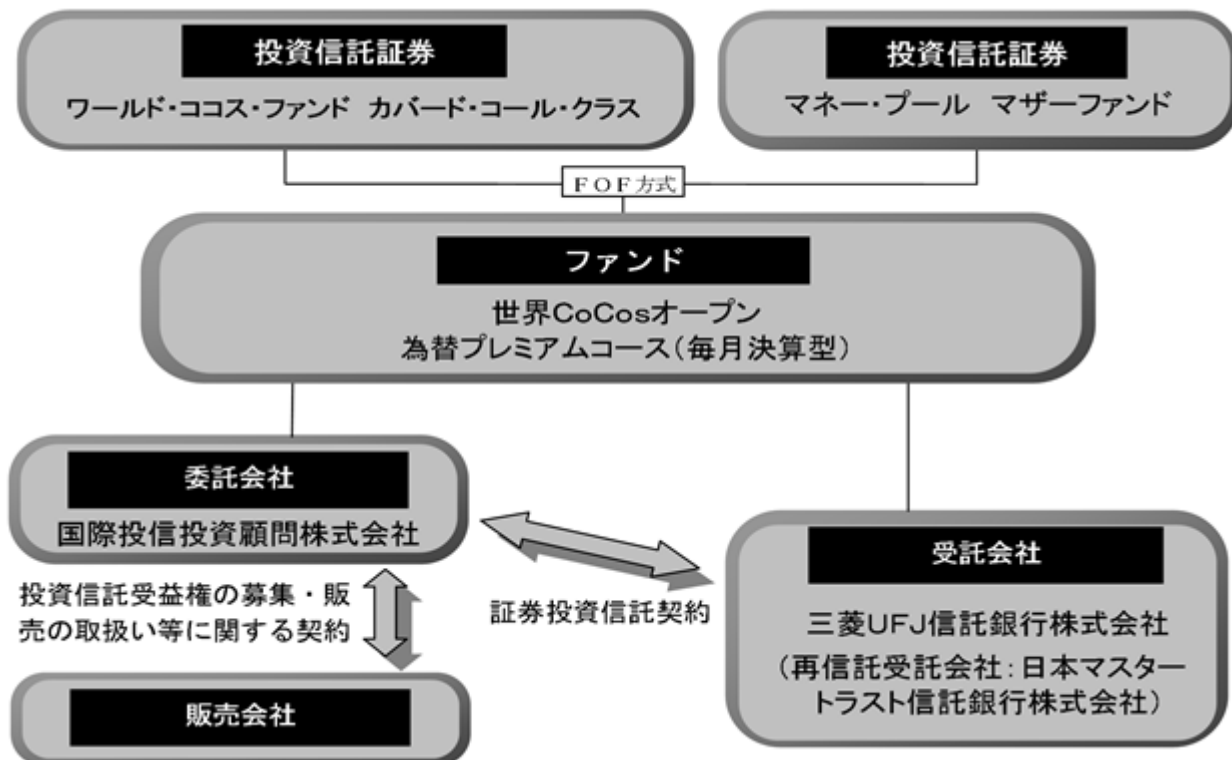 投資信託証券
ワールド・ココス・ファンド カバード・コール・クラス
投資信託証券
マネー・プール マザーファンド
FOF方式
ファンド
世界CoCosオープン
為替プレミアムコース(毎月決算型)
委託会社
国際投信投資顧問株式会社
投資信託受益権の募集・販
売の取扱い等に関する契約
証券投資信託契約
受託会社
三菱UFJ信託銀行株式会社
(再信託受託会社:日本マスター
トラスト信託銀行株式会社)
販売会社